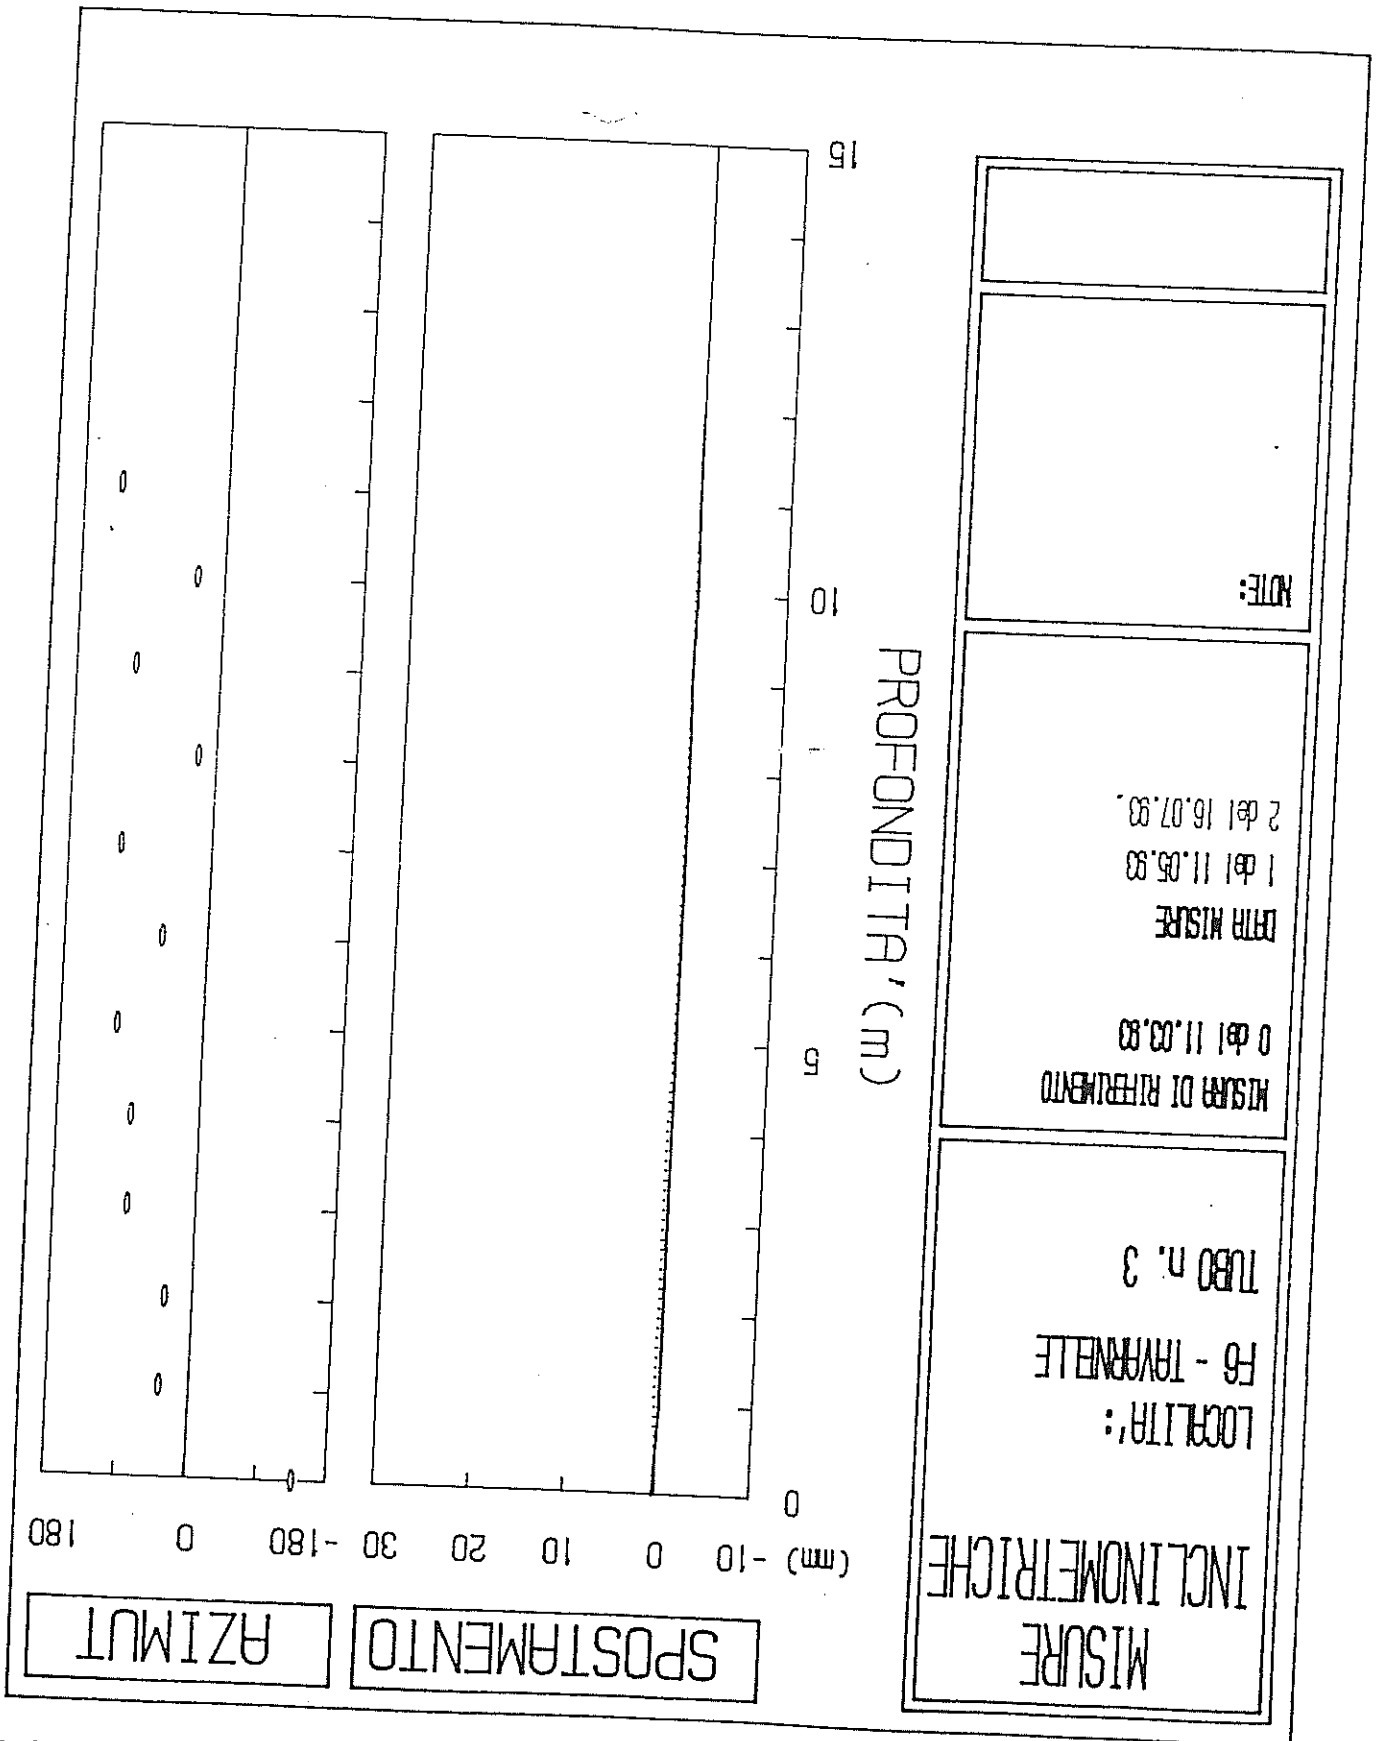 MISURE
INCLINOMETRICHE
LOCALITA':
F6 - TAVARNELLE
TUBO n. 3
MISURA DI RIFERIMENTO
0 del 11.03.93
DATA MISURE
1 del 11.05.93
2 del 16.07.93
NOTE:
SPOSTAMENTO
(mm) -10 0 10 20 30
AZIMUT
-180 0 180
PROFONDITA'(m)
0
5
10
15